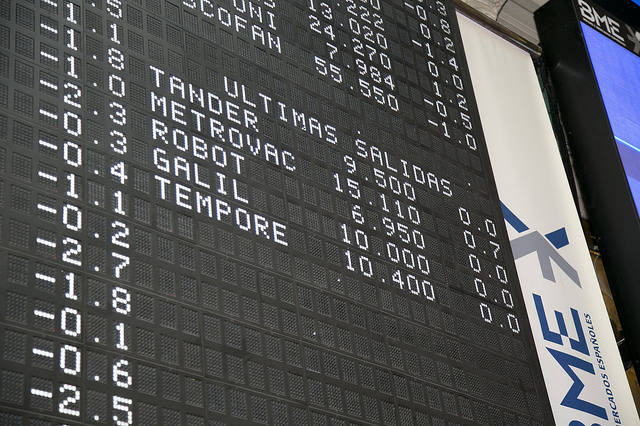 .5
-1.1
-1.8
-1.0
-2.3
-0.3
-0.4
-1.1
-0.2
-2.7
-1.8
-0.1
-0.6
-2.5
SCOFAN
13.020
24.270
7.984
55.550 -1.0
ULTIMAS SALIDAS
TANDER 9.500 0.0
METROVAC 15.110 0.7
ROBOT 6.950 0.0
GALIL 10.000 0.0
TEMPORE 10.400 0.0
BME
BME X
MERCADOS ESPAÑOLES